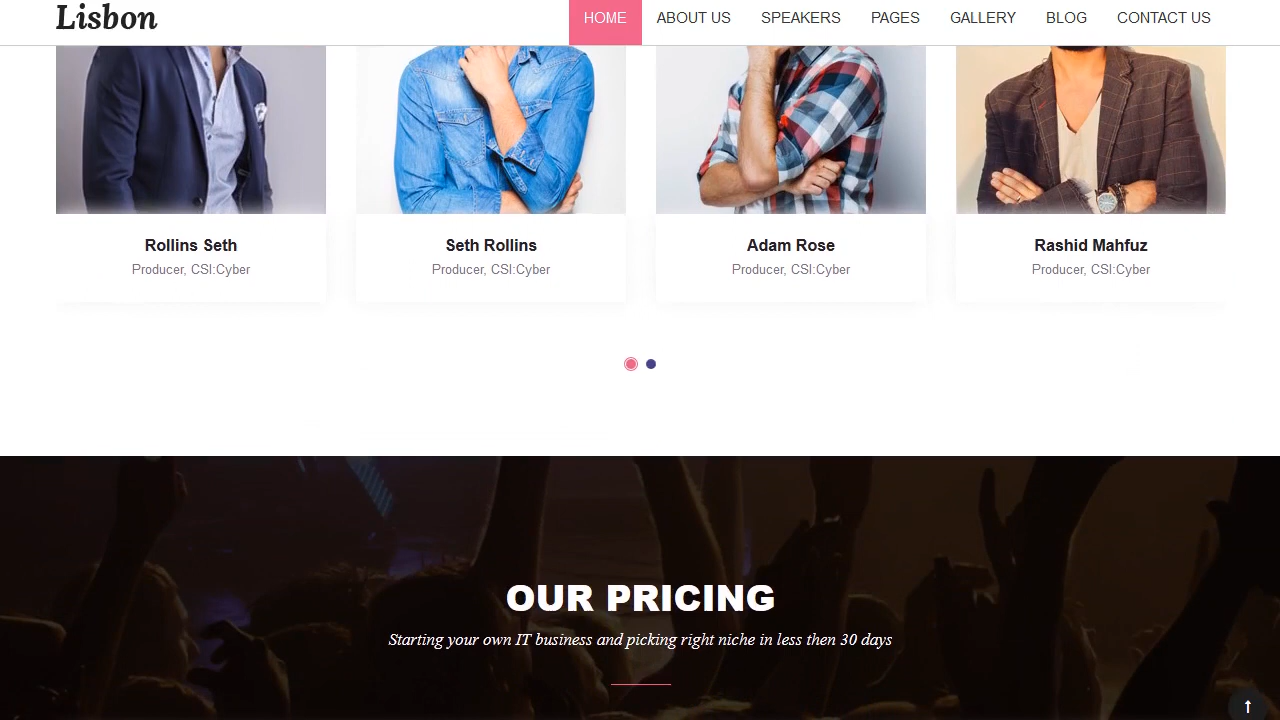 Lisbon
HOME ABOUT US SPEAKERS PAGES GALLERY BLOG CONTACT US
Rollins Seth
Producer, CSI:Cyber
Seth Rollins
Producer, CSI:Cyber
Adam Rose
Producer, CSI:Cyber
Rashid Mahfuz
Producer, CSI:Cyber
OUR PRICING
Starting your own IT business and picking right niche in less then 30 days